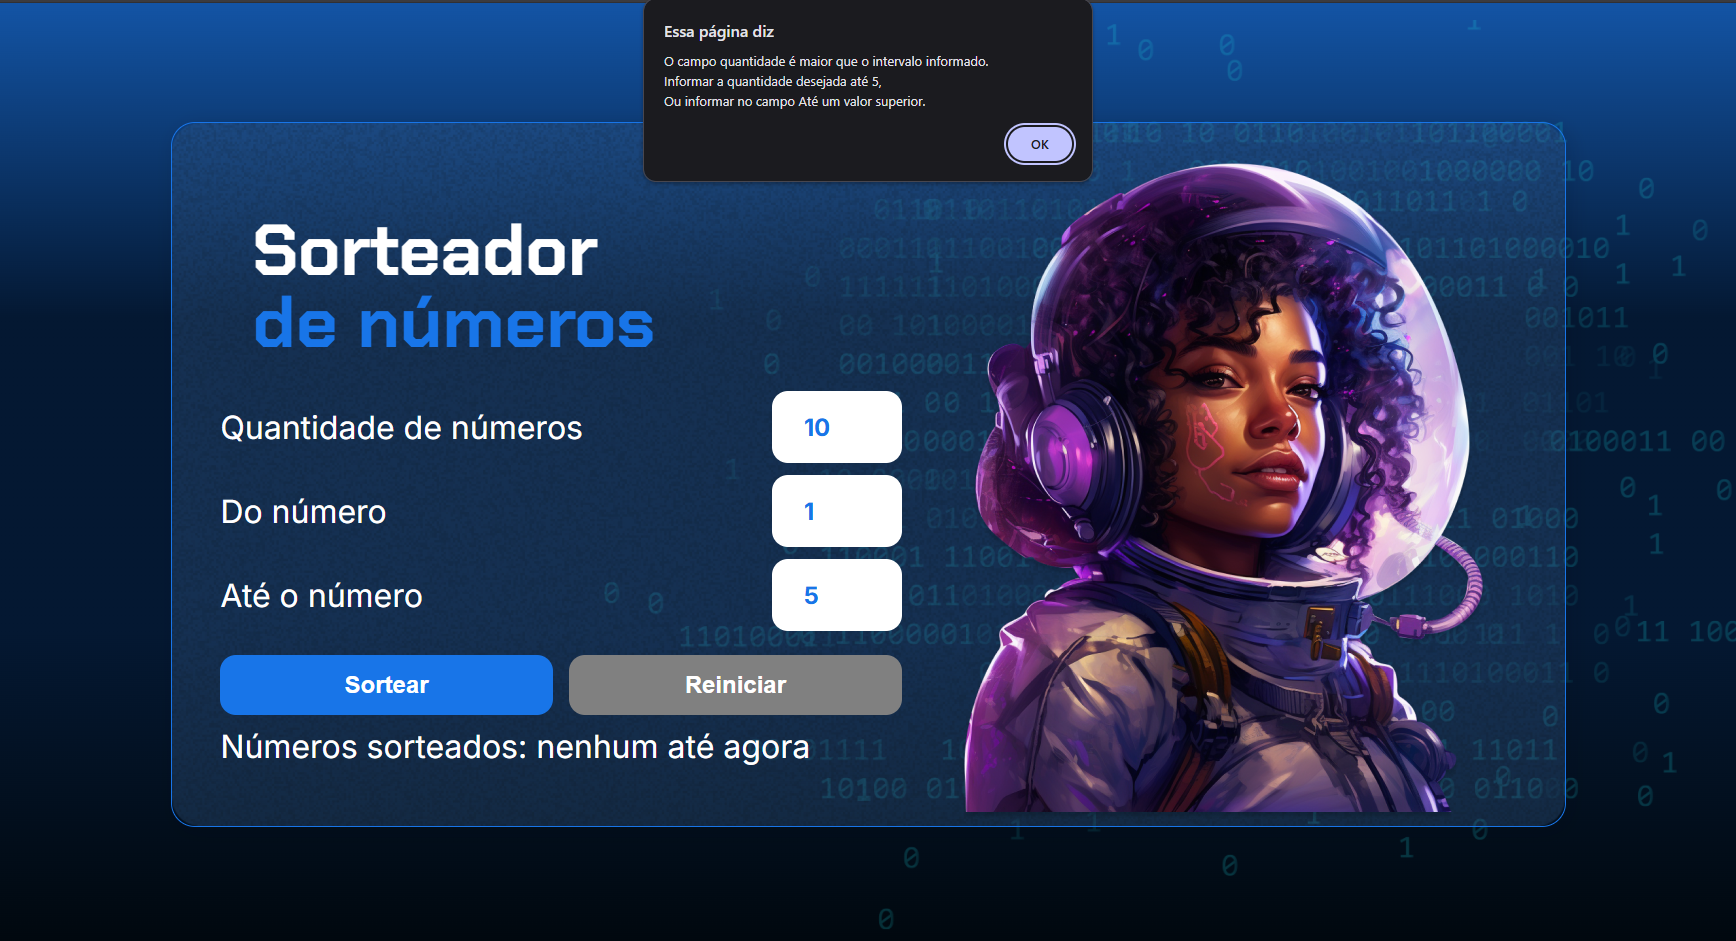 Essa página diz
O campo quantidade é maior que o intervalo informado.
Informar a quantidade desejada até 5,
Ou informar no campo Até um valor superior.
OK
Sorteador
de números
Quantidade de números
10
Do número
1
Até o número
5
Sortear
Reiniciar
Números sorteados: nenhum até agora